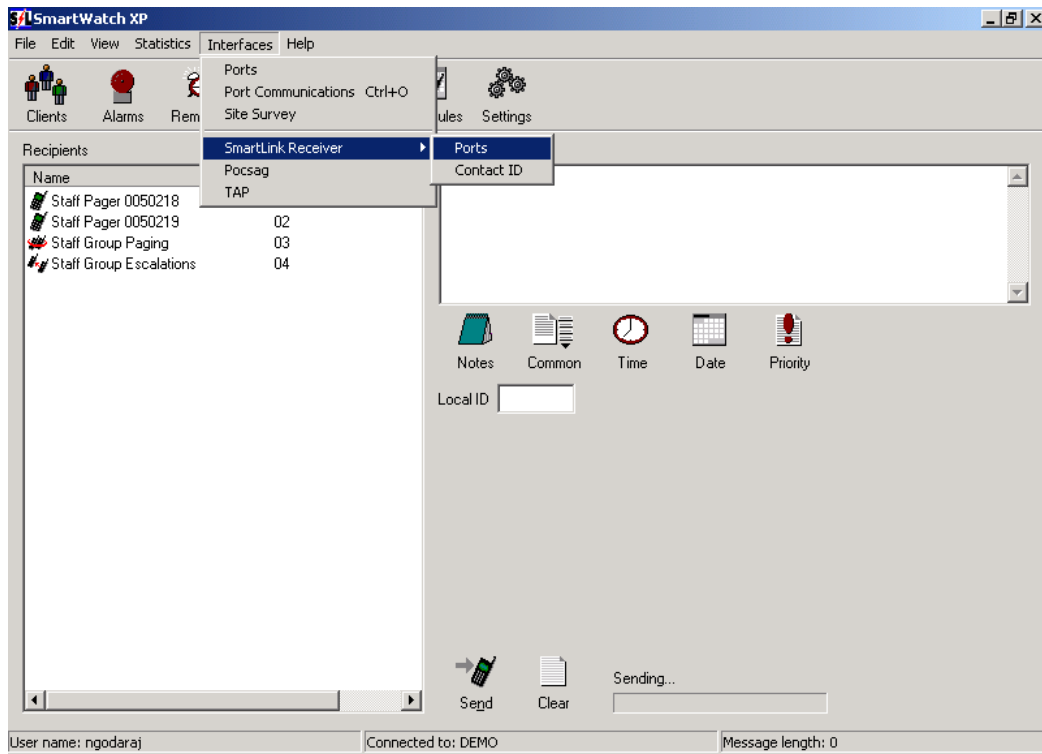 SmartWatch XP
File Edit View Statistics Interfaces Help
Clients Alarms Rem ules Settings
Ports
Port Communications Ctrl+O
Site Survey
SmartLink Receiver
Pocsag
TAP
Ports
Contact ID
Recipients
Name
Staff Pager 0050218
Staff Pager 0050219 02
Staff Group Paging 03
Staff Group Escalations 04
Notes Common Time Date Priority
Local ID
Send Clear Sending...
User name: ngodaraj Connected to: DEMO Message length: 0